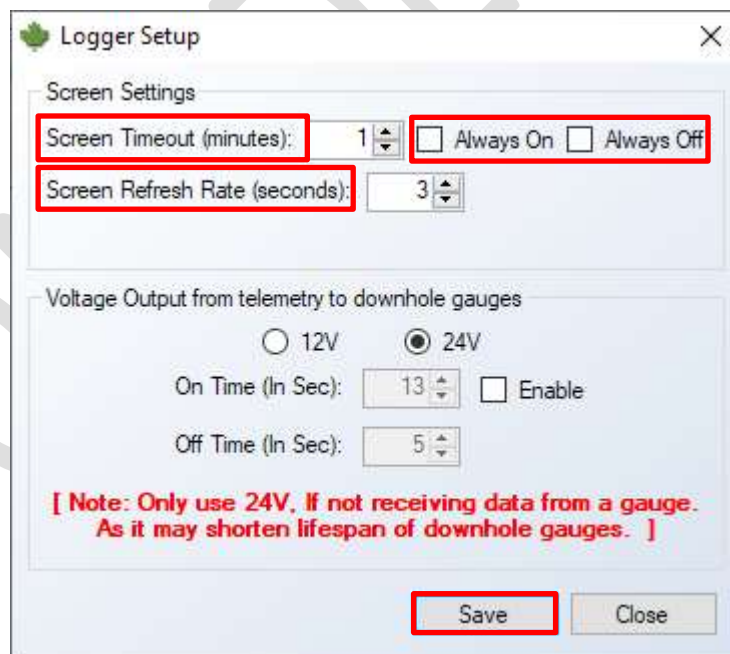 Logger Setup
Screen Settings
Screen Timeout (minutes): 1 Always On Always Off
Screen Refresh Rate (seconds): 3
Voltage Output from telemetry to downhole gauges
12V 24V
On Time (In Sec): 13 Enable
Off Time (In Sec): 5
[ Note: Only use 24V, If not receiving data from a gauge.
As it may shorten lifespan of downhole gauges. ]
Save Close